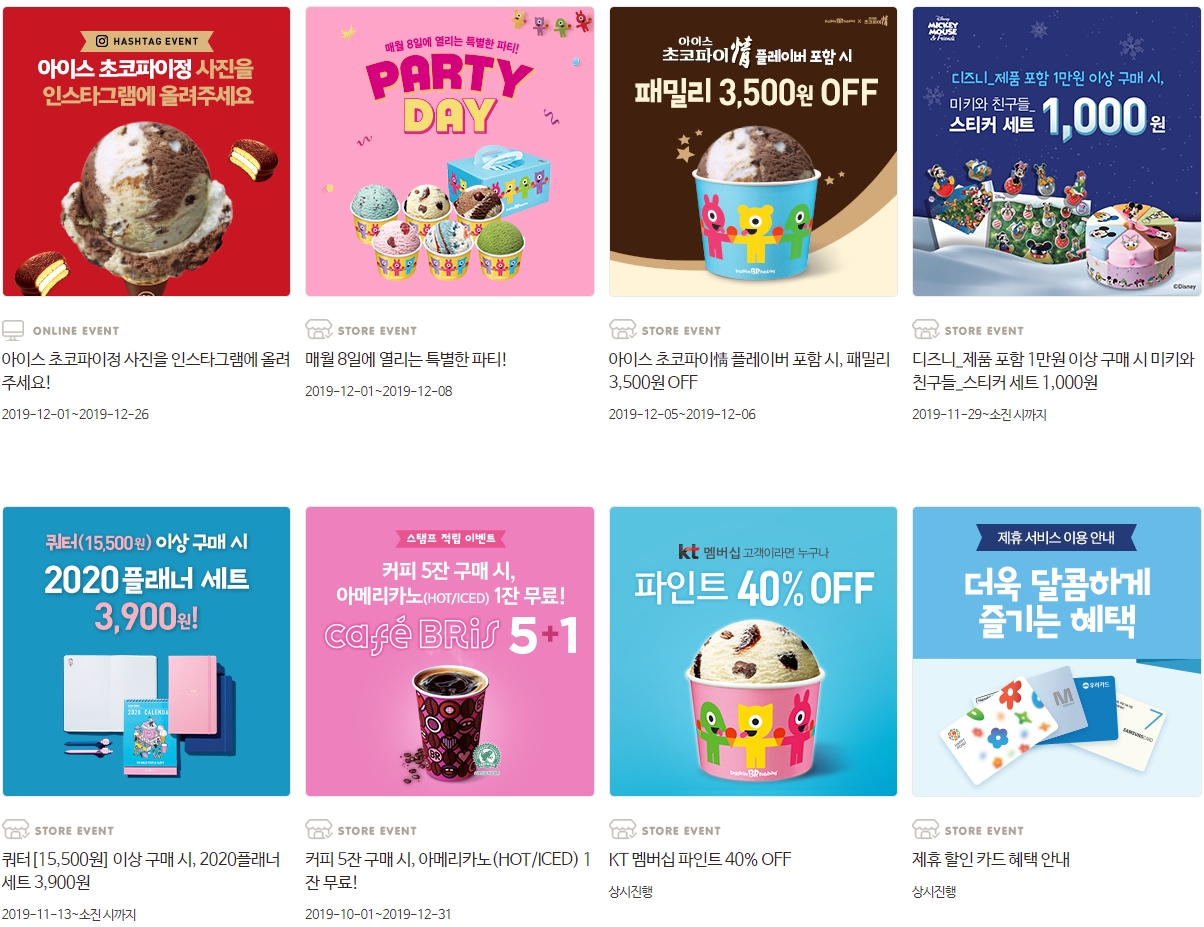 HASHTAG EVENT
아이스 초코파이정 사진을
인스타그램에 올려주세요
ONLINE EVENT
아이스 초코파이정 사진을 인스타그램에 올려
주세요!
2019-12-01~2019-12-26
매월 8일에 열리는 특별한 파티!
PARTY
DAY
STORE EVENT
매월 8일에 열리는 특별한 파티!
2019-12-01~2019-12-08
아이스
초코파이情 플레이버 포함 시
패밀리 3,500원 OFF
baskin BR robbins
STORE EVENT
아이스 초코파이情 플레이버 포함 시, 패밀리
3,500원 OFF
2019-12-05~2019-12-06
Disney
MICKEY
MOUSE
& Friends
디즈니_제품 포함 1만원 이상 구매 시,
미키와 친구들_
스티커 세트 1,000원
©Disney
STORE EVENT
디즈니_제품 포함 1만원 이상 구매 시 미키와
친구들_스티커 세트 1,000원
2019-11-29~소진 시까지
쿼터(15,500원) 이상 구매 시
2020플래너 세트
3,900원!
2020 CALENDAR
STORE EVENT
쿼터[15,500원] 이상 구매 시, 2020플래너
세트 3,900원
2019-11-13~소진 시까지
스탬프 적립 이벤트
커피 5잔 구매 시,
아메리카노(HOT/ICED) 1잔 무료!
café BRiS 5+1
STORE EVENT
커피 5잔 구매 시, 아메리카노(HOT/ICED) 1
잔 무료!
2019-10-01~2019-12-31
kt 멤버십 고객이라면 누구나
파인트 40% OFF
baskin BR robbins
STORE EVENT
KT 멤버십 파인트 40% OFF
상시진행
제휴 서비스 이용 안내
더욱 달콤하게
즐기는 혜택
M
우리카드
7
SAMSUNG CARD
STORE EVENT
제휴 할인 카드 혜택 안내
상시진행